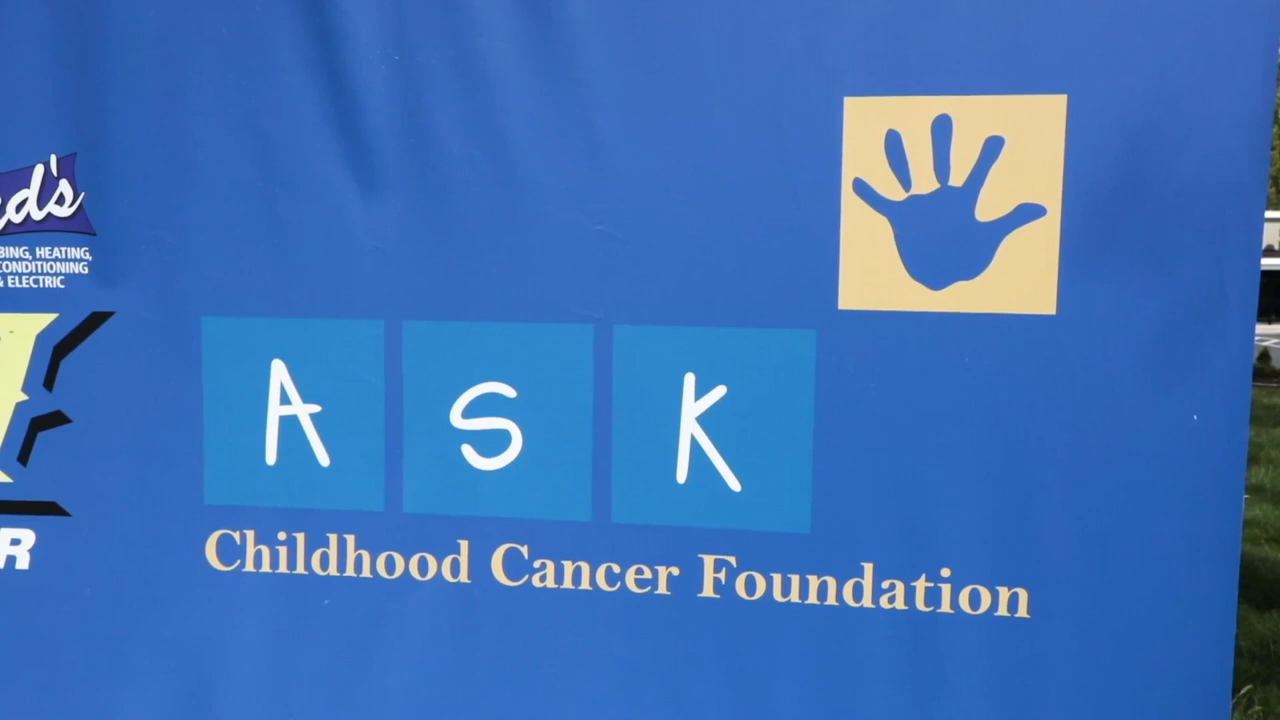 BING, HEATING,
CONDITIONING
& ELECTRIC
A S K
Childhood Cancer Foundation